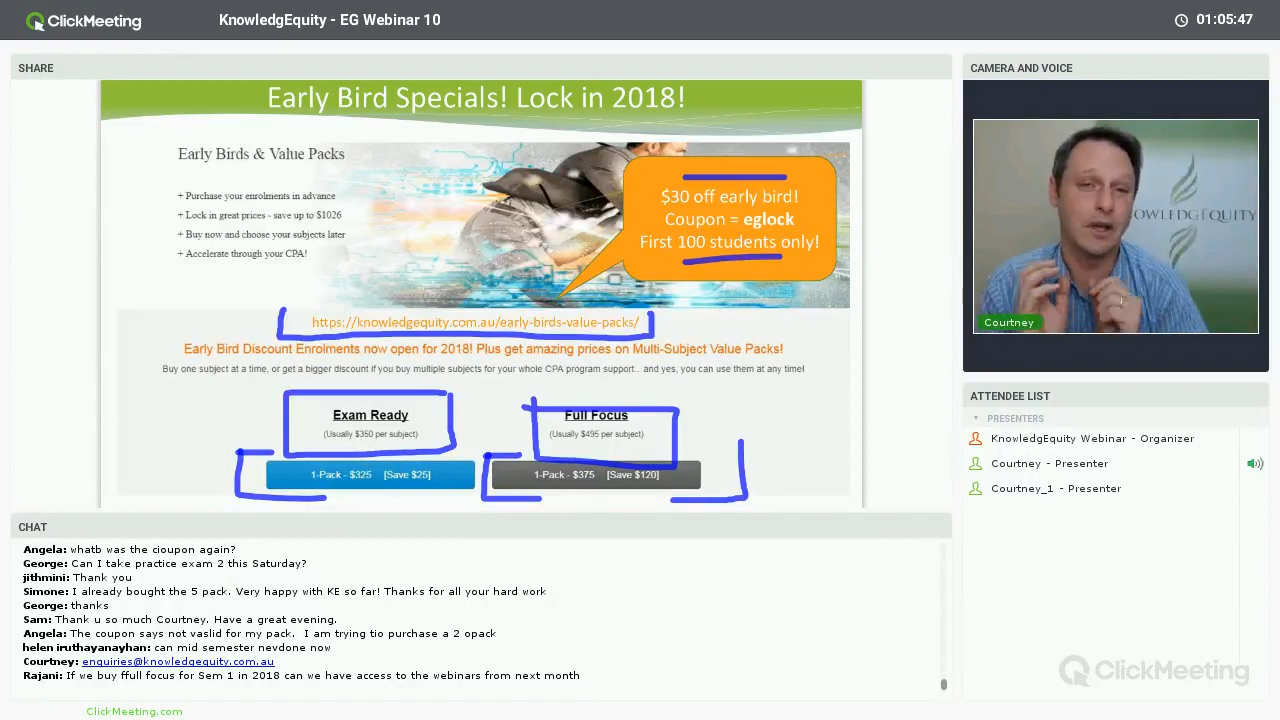 ClickMeeting
KnowledgEquity - EG Webinar 10
01:05:47
SHARE
Early Bird Specials! Lock in 2018!
Early Birds & Value Packs
+ Purchase your enrolments in advance
+ Lock in great prices - save up to $1026
+ Buy now and choose your subjects later
+ Accelerate through your CPA!
$30 off early bird!
Coupon = eglock
First 100 students only!
https://knowledgequity.com.au/early-birds-value-packs/
Early Bird Discount Enrolments now open for 2018! Plus get amazing prices on Multi-Subject Value Packs!
Buy one subject at a time, or get a bigger discount if you buy multiple subjects for your whole CPA program support... and yes, you can use them at any time!
Exam Ready
(Usually $350 per subject)
1-Pack - $325 [Save $25]
Full Focus
(Usually $495 per subject)
1-Pack - $375 [Save $120]
CAMERA AND VOICE
NOWLEDGEQUITY
Courtney
ATTENDEE LIST
PRESENTERS
KnowledgEquity Webinar - Organizer
Courtney - Presenter
Courtney_1 - Presenter
CHAT
Angela: whatb was the cioupon again?
George: Can I take practice exam 2 this Saturday?
jithmini: Thank you
Simone: I already bought the 5 pack. Very happy with KE so far! Thanks for all your hard work
George: thanks
Sam: Thank u so much Courtney. Have a great evening.
Angela: The coupon says not vaslid for my pack. I am trying tio purchase a 2 opack
helen iruthayanayhan: can mid semester nevdone now
Courtney: enquiries@knowledgequity.com.au
Rajani: If we buy ffull focus for Sem 1 in 2018 can we have access to the webinars from next month
ClickMeeting
ClickMeeting.com